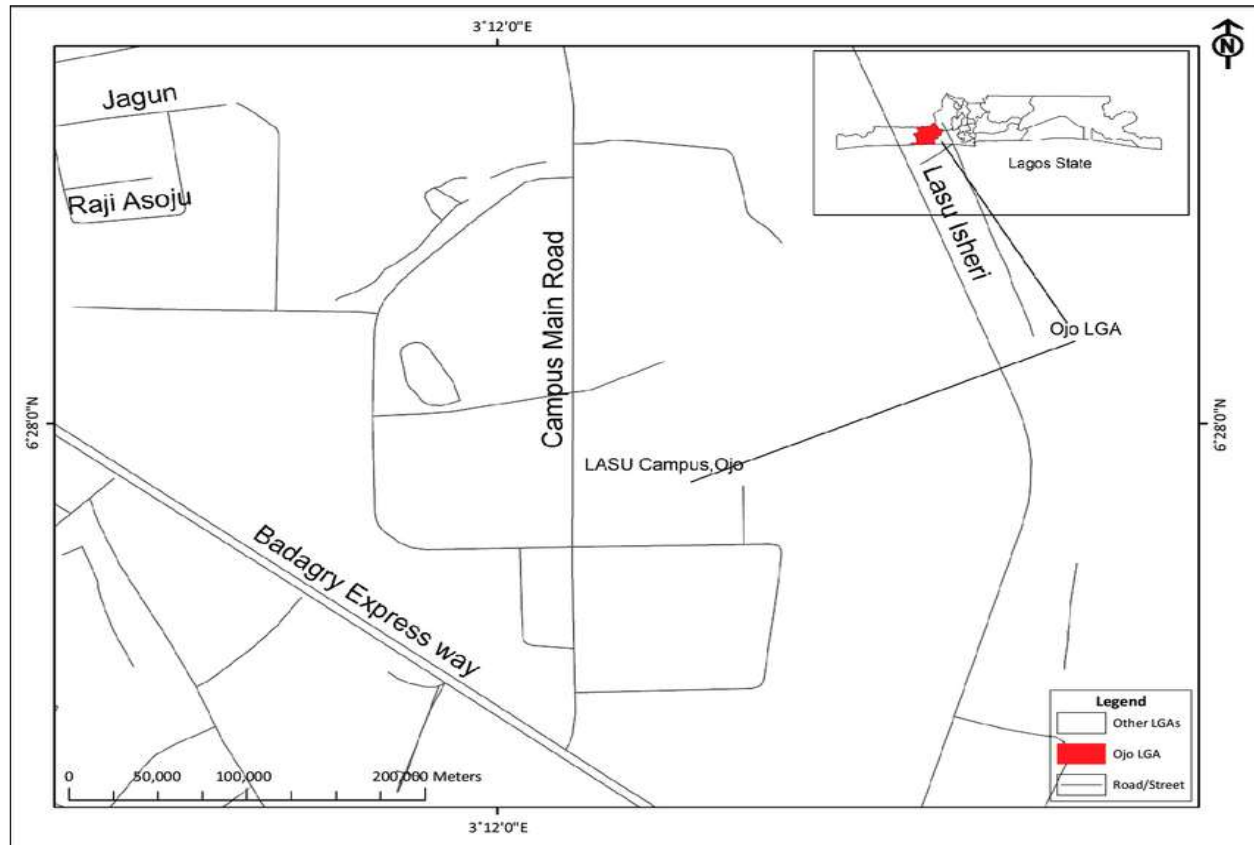 3°12'0"E
N
Jagun
Raji Asoju
Campus Main Road
Lasu Isheri
Lagos State
Ojo LGA
6°28'0"N
6°28'0"N
LASU Campus,Ojo
Badagry Express way
Legend
Other LGAs
Ojo LGA
Road/Street
0 50,000 100,000 200,000 Meters
3°12'0"E